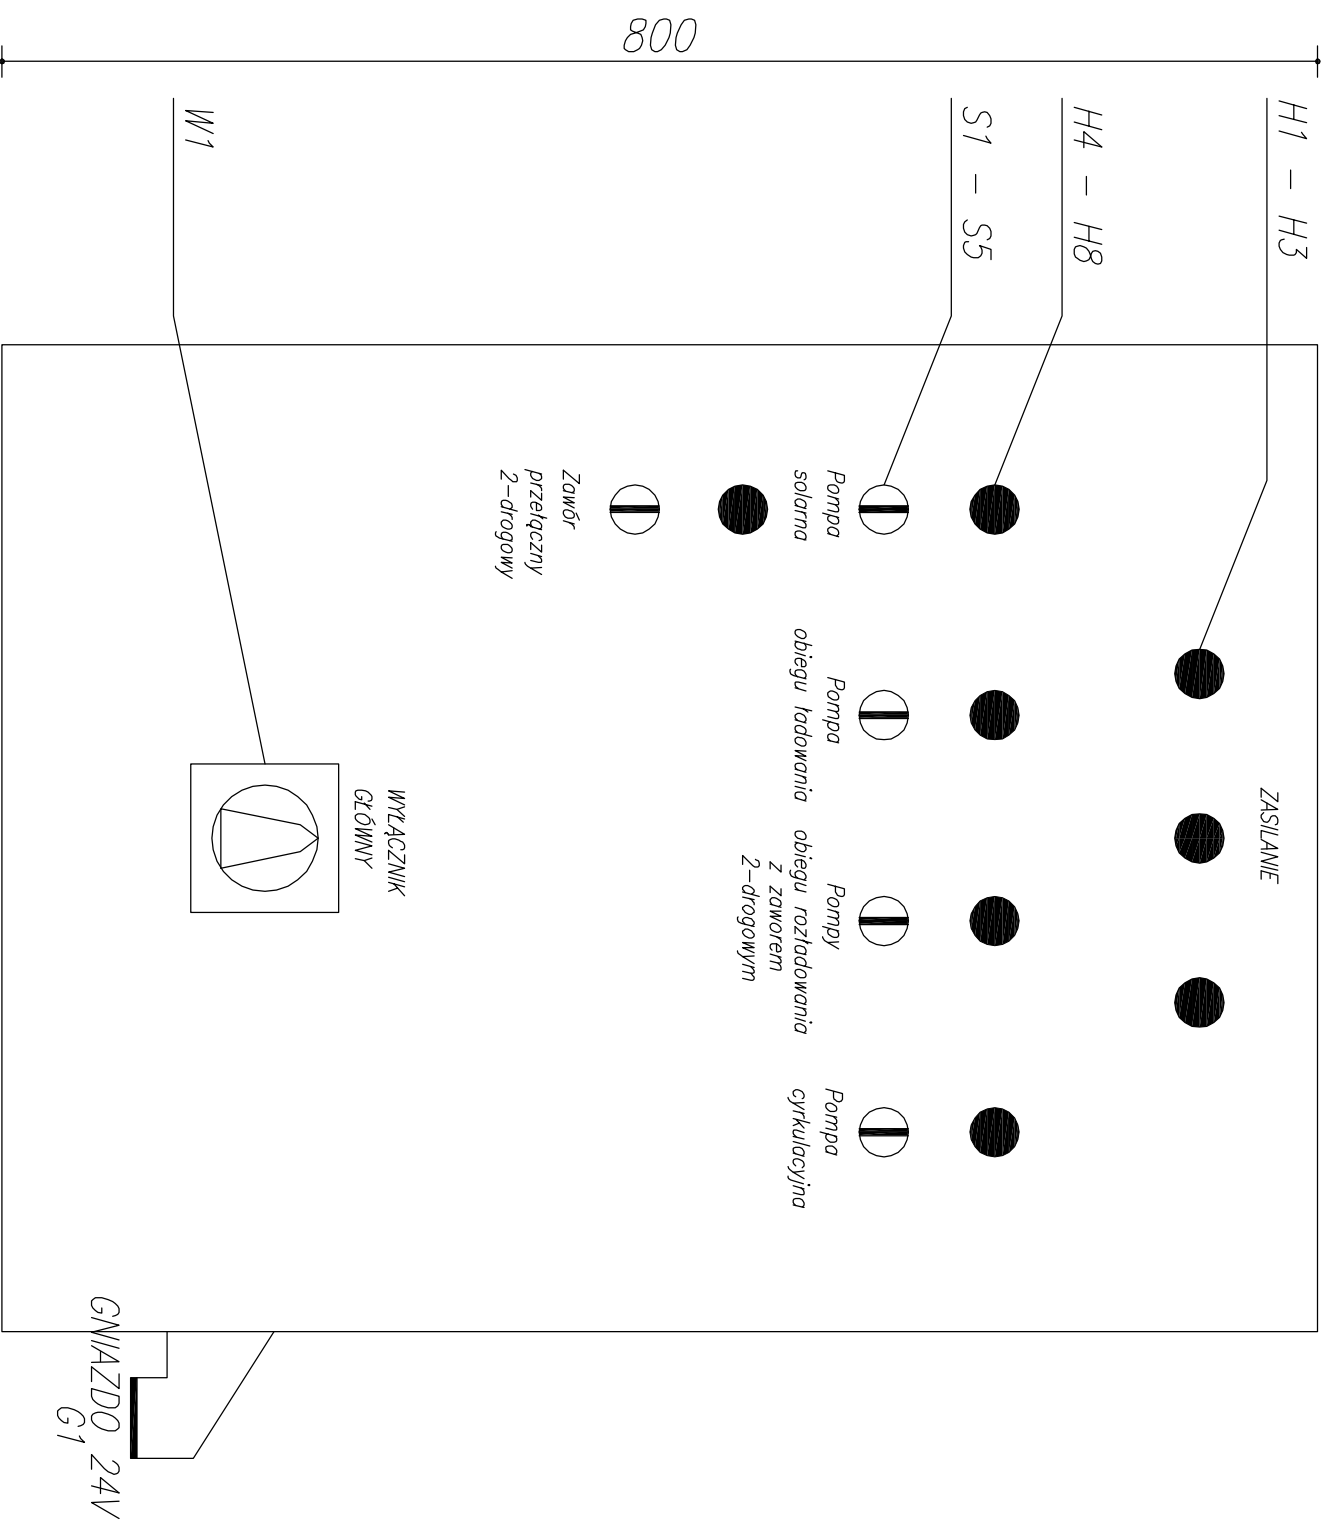 800
H1 - H3
H4 - H8
S1 - S5
W1
ZASILANIE
Pompa
solarna
Pompa
obiegu ładowania
Pompy
obiegu rozładowania
z zaworem
2-drogowym
Pompa
cyrkulacyjna
Zawór
przełączny
2-drogowy
WYŁĄCZNIK
GŁÓWNY
GNIAZDO 24V
G1